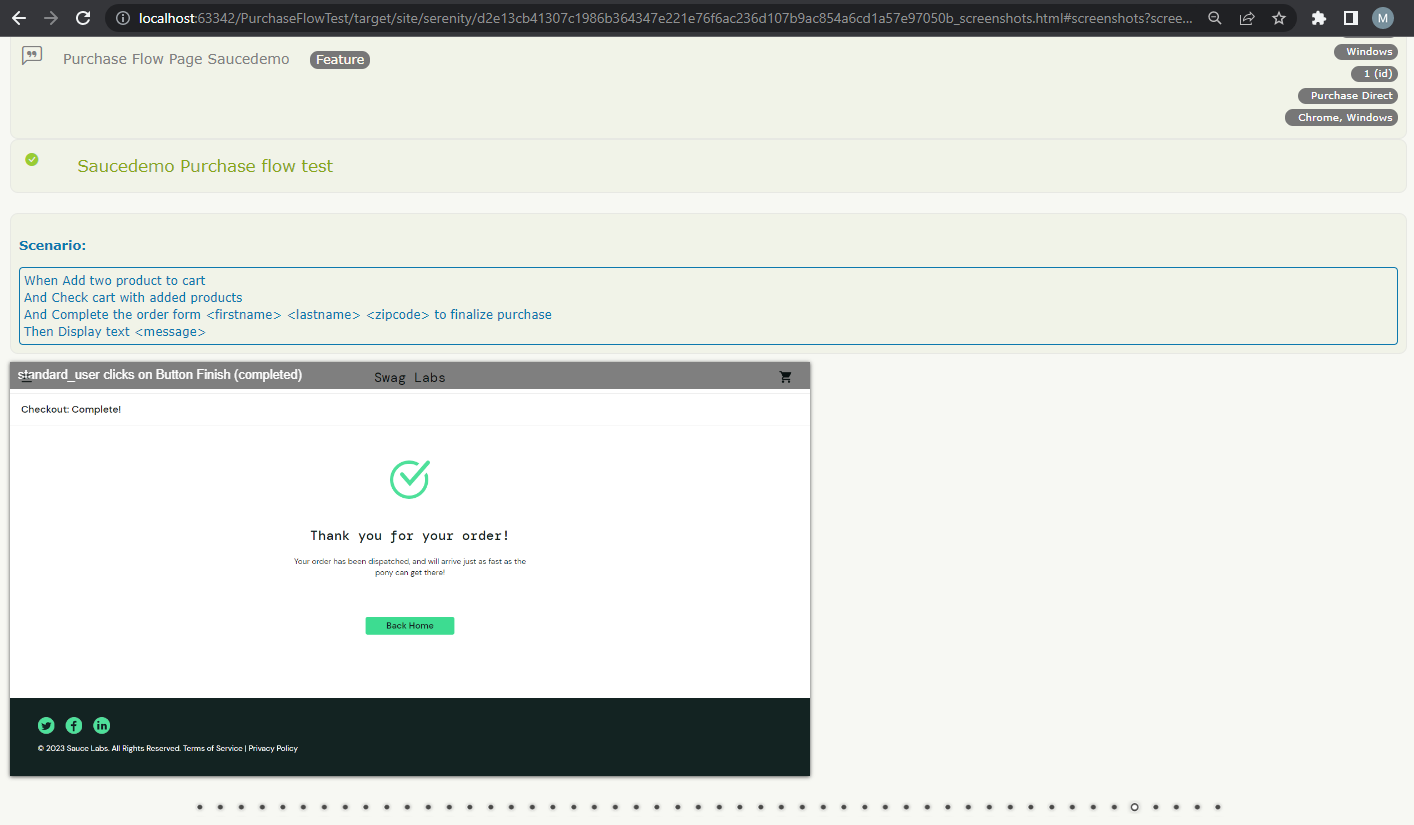 localhost:63342/PurchaseFlowTest/target/site/serenity/d2e13cb41307c1986b364347e221e76f6ac236d107b9ac854a6cd1a57e97050b_screenshots.html#screenshots?scree...
M
Purchase Flow Page Saucedemo
Feature
Windows
1 (id)
Purchase Direct
Chrome, Windows
Saucedemo Purchase flow test
Scenario:
When Add two product to cart
And Check cart with added products
And Complete the order form <firstname> <lastname> <zipcode> to finalize purchase
Then Display text <message>
standard_user clicks on Button Finish (completed)
Swag Labs
Checkout: Complete!
Thank you for your order!
Your order has been dispatched, and will arrive just as fast as the
pony can get there!
Back Home
© 2023 Sauce Labs. All Rights Reserved. Terms of Service | Privacy Policy